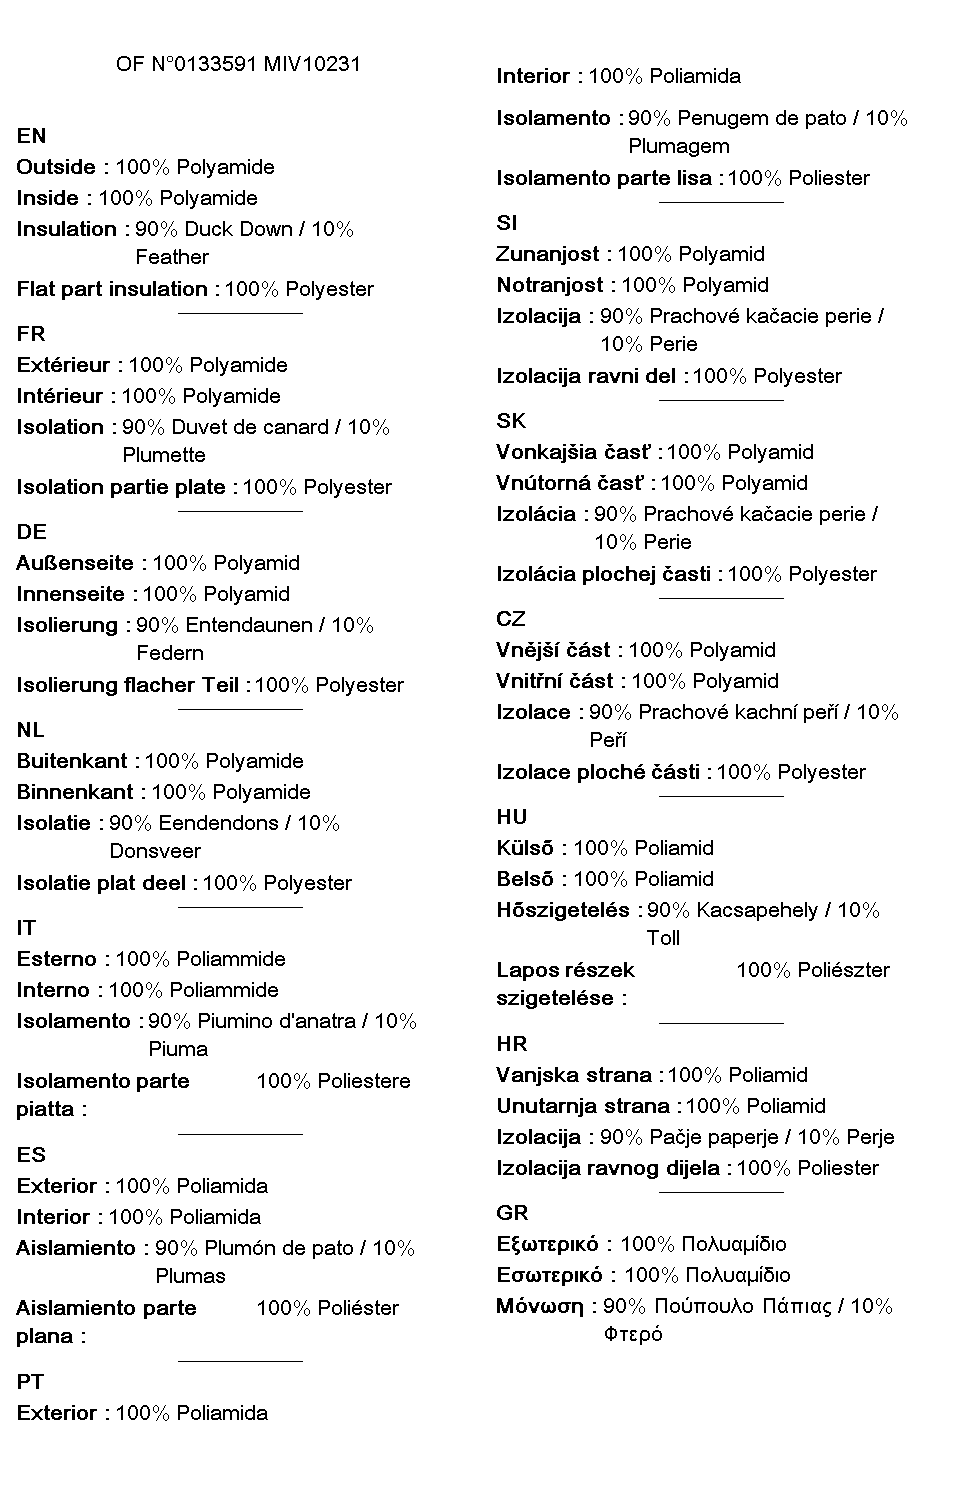 OF N°0133591 MIV10231
EN
Outside : 100% Polyamide
Inside : 100% Polyamide
Insulation : 90% Duck Down / 10%
Feather
Flat part insulation : 100% Polyester
FR
Extérieur : 100% Polyamide
Intérieur : 100% Polyamide
Isolation : 90% Duvet de canard / 10%
Plumette
Isolation partie plate : 100% Polyester
DE
Außenseite : 100% Polyamid
Innenseite : 100% Polyamid
Isolierung : 90% Entendaunen / 10%
Federn
Isolierung flacher Teil : 100% Polyester
NL
Buitenkant : 100% Polyamide
Binnenkant : 100% Polyamide
Isolatie : 90% Eendendons / 10%
Donsveer
Isolatie plat deel : 100% Polyester
IT
Esterno : 100% Poliammide
Interno : 100% Poliammide
Isolamento : 90% Piumino d'anatra / 10%
Piuma
Isolamento parte 100% Poliestere
piatta :
ES
Exterior : 100% Poliamida
Interior : 100% Poliamida
Aislamiento : 90% Plumón de pato / 10%
Plumas
Aislamiento parte 100% Poliéster
plana :
PT
Exterior : 100% Poliamida
Interior : 100% Poliamida
Isolamento : 90% Penugem de pato / 10%
Plumagem
Isolamento parte lisa : 100% Poliester
SI
Zunanjost : 100% Polyamid
Notranjost : 100% Polyamid
Izolacija : 90% Prachové kačacie perie /
10% Perie
Izolacija ravni del : 100% Polyester
SK
Vonkajšia časť : 100% Polyamid
Vnútorná časť : 100% Polyamid
Izolácia : 90% Prachové kačacie perie /
10% Perie
Izolácia plochej časti : 100% Polyester
CZ
Vnější část : 100% Polyamid
Vnitřní část : 100% Polyamid
Izolace : 90% Prachové kachní peří / 10%
Peří
Izolace ploché části : 100% Polyester
HU
Külső : 100% Poliamid
Belső : 100% Poliamid
Hőszigetelés : 90% Kacsapehely / 10%
Toll
Lapos részek 100% Poliészter
szigetelése :
HR
Vanjska strana : 100% Poliamid
Unutarnja strana : 100% Poliamid
Izolacija : 90% Pačje paperje / 10% Perje
Izolacija ravnog dijela : 100% Poliester
GR
Εξωτερικό : 100% Πολυαμίδιο
Εσωτερικό : 100% Πολυαμίδιο
Μόνωση : 90% Πούπουλο Πάπιας / 10%
Φτερό